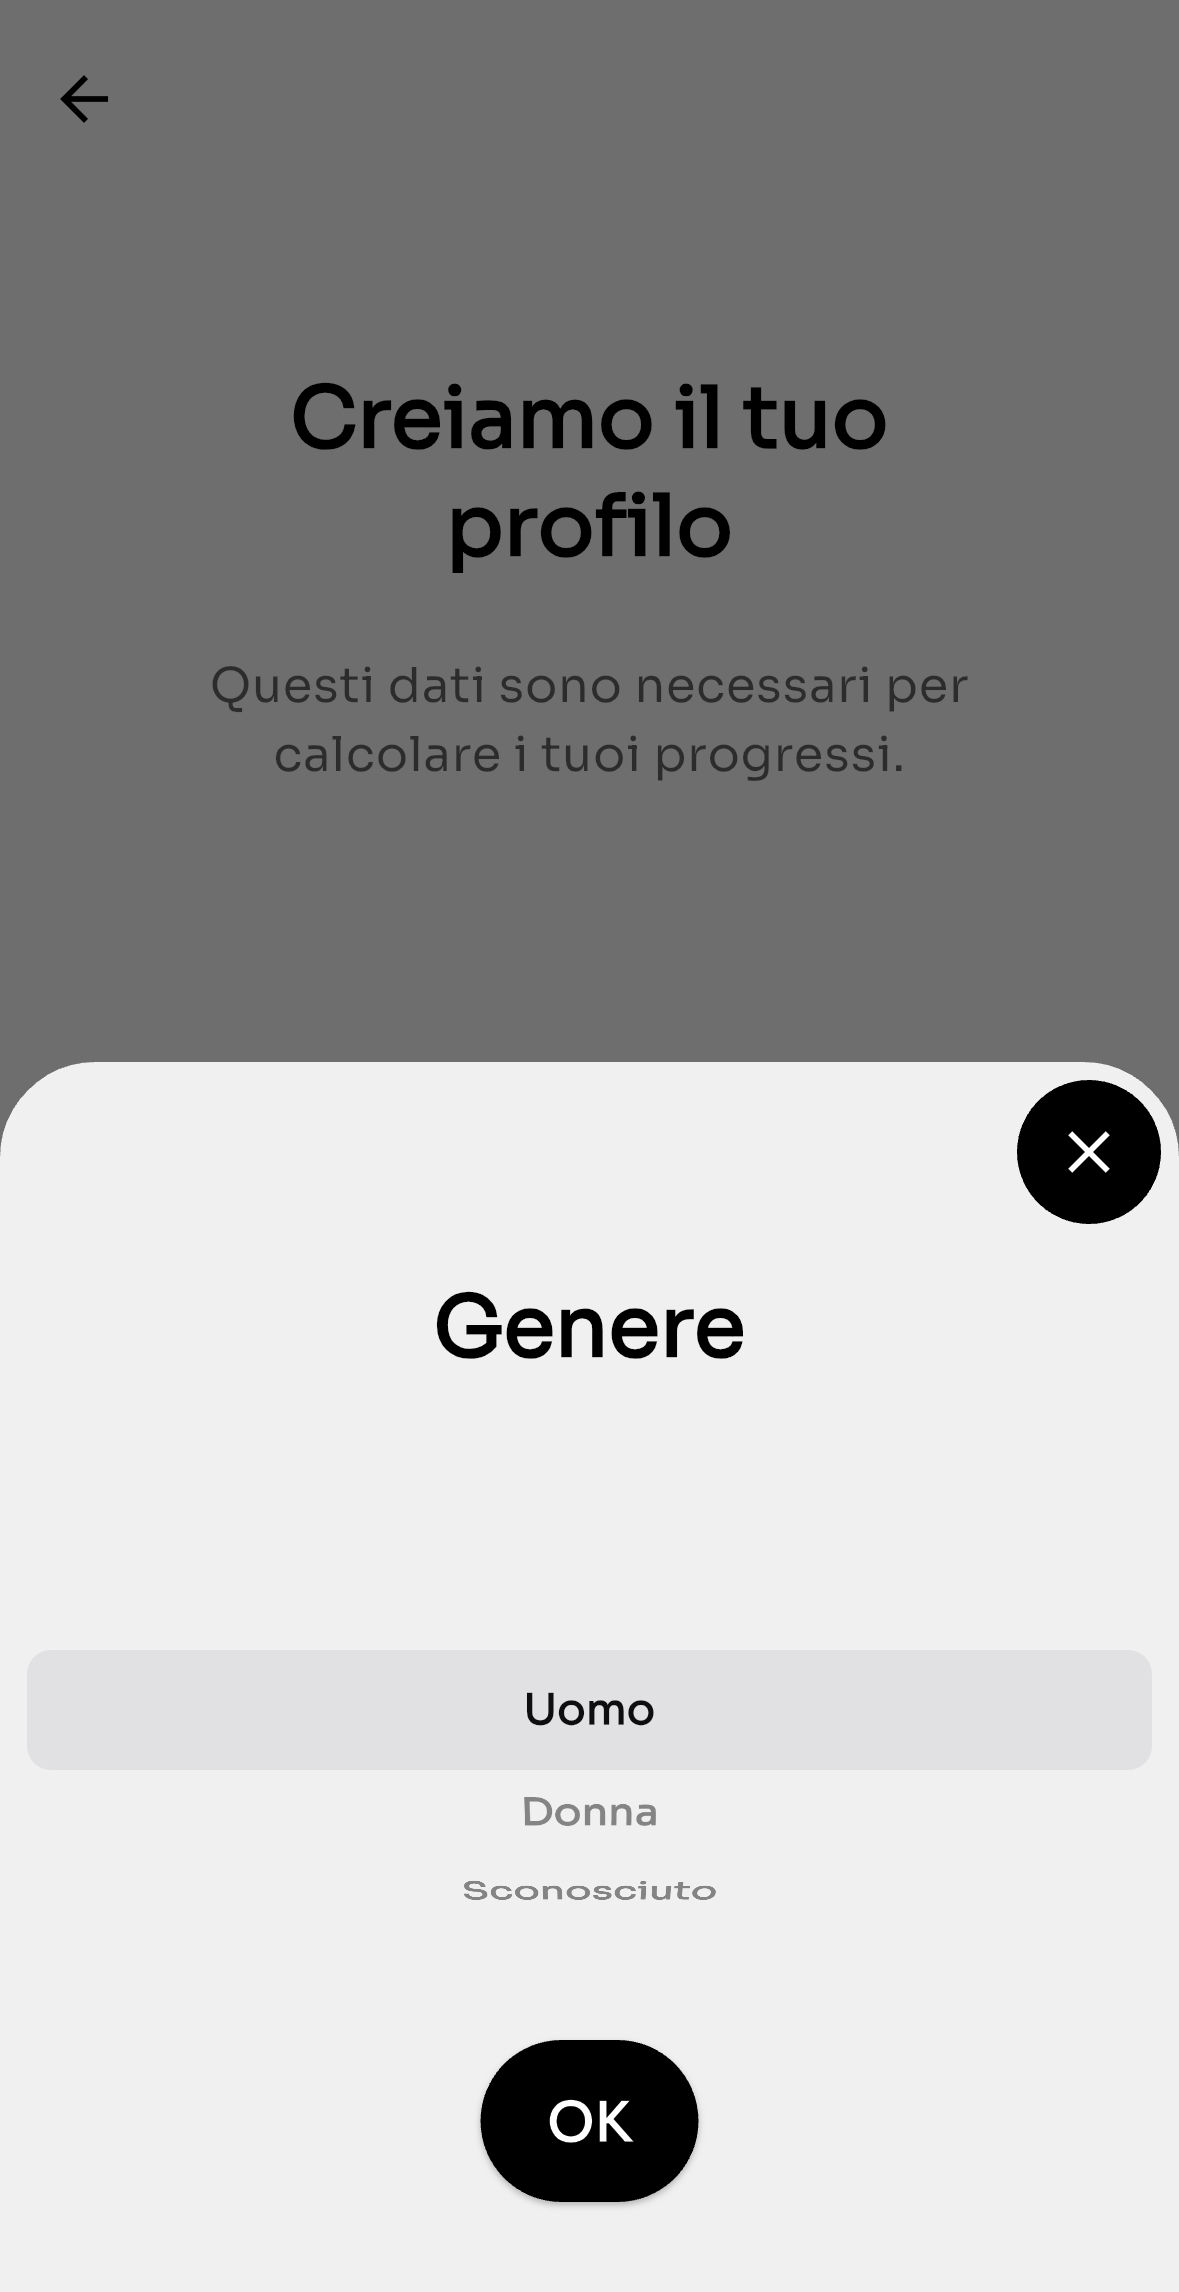 Creiamo il tuo
profilo
Questi dati sono necessari per
calcolare i tuoi progressi.
Genere
Uomo
Donna
Sconosciuto
OK